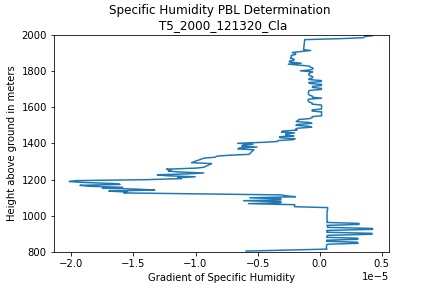 Specific Humidity PBL Determination
T5_2000_121320_Cla
Height above ground in meters
2000
1800
1600
1400
1200
1000
800
−2.0 −1.5 −1.0 −0.5 0.0 0.5
1e−5
Gradient of Specific Humidity